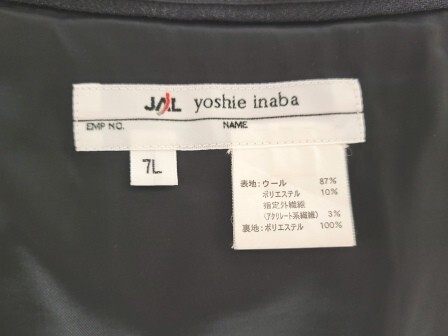 JAL yoshie inaba
EMP NO. NAME
7L
表地:ウール 87%
ポリエステル 10%
指定外繊維
(アクリレート系繊維) 3%
裏地:ポリエステル 100%